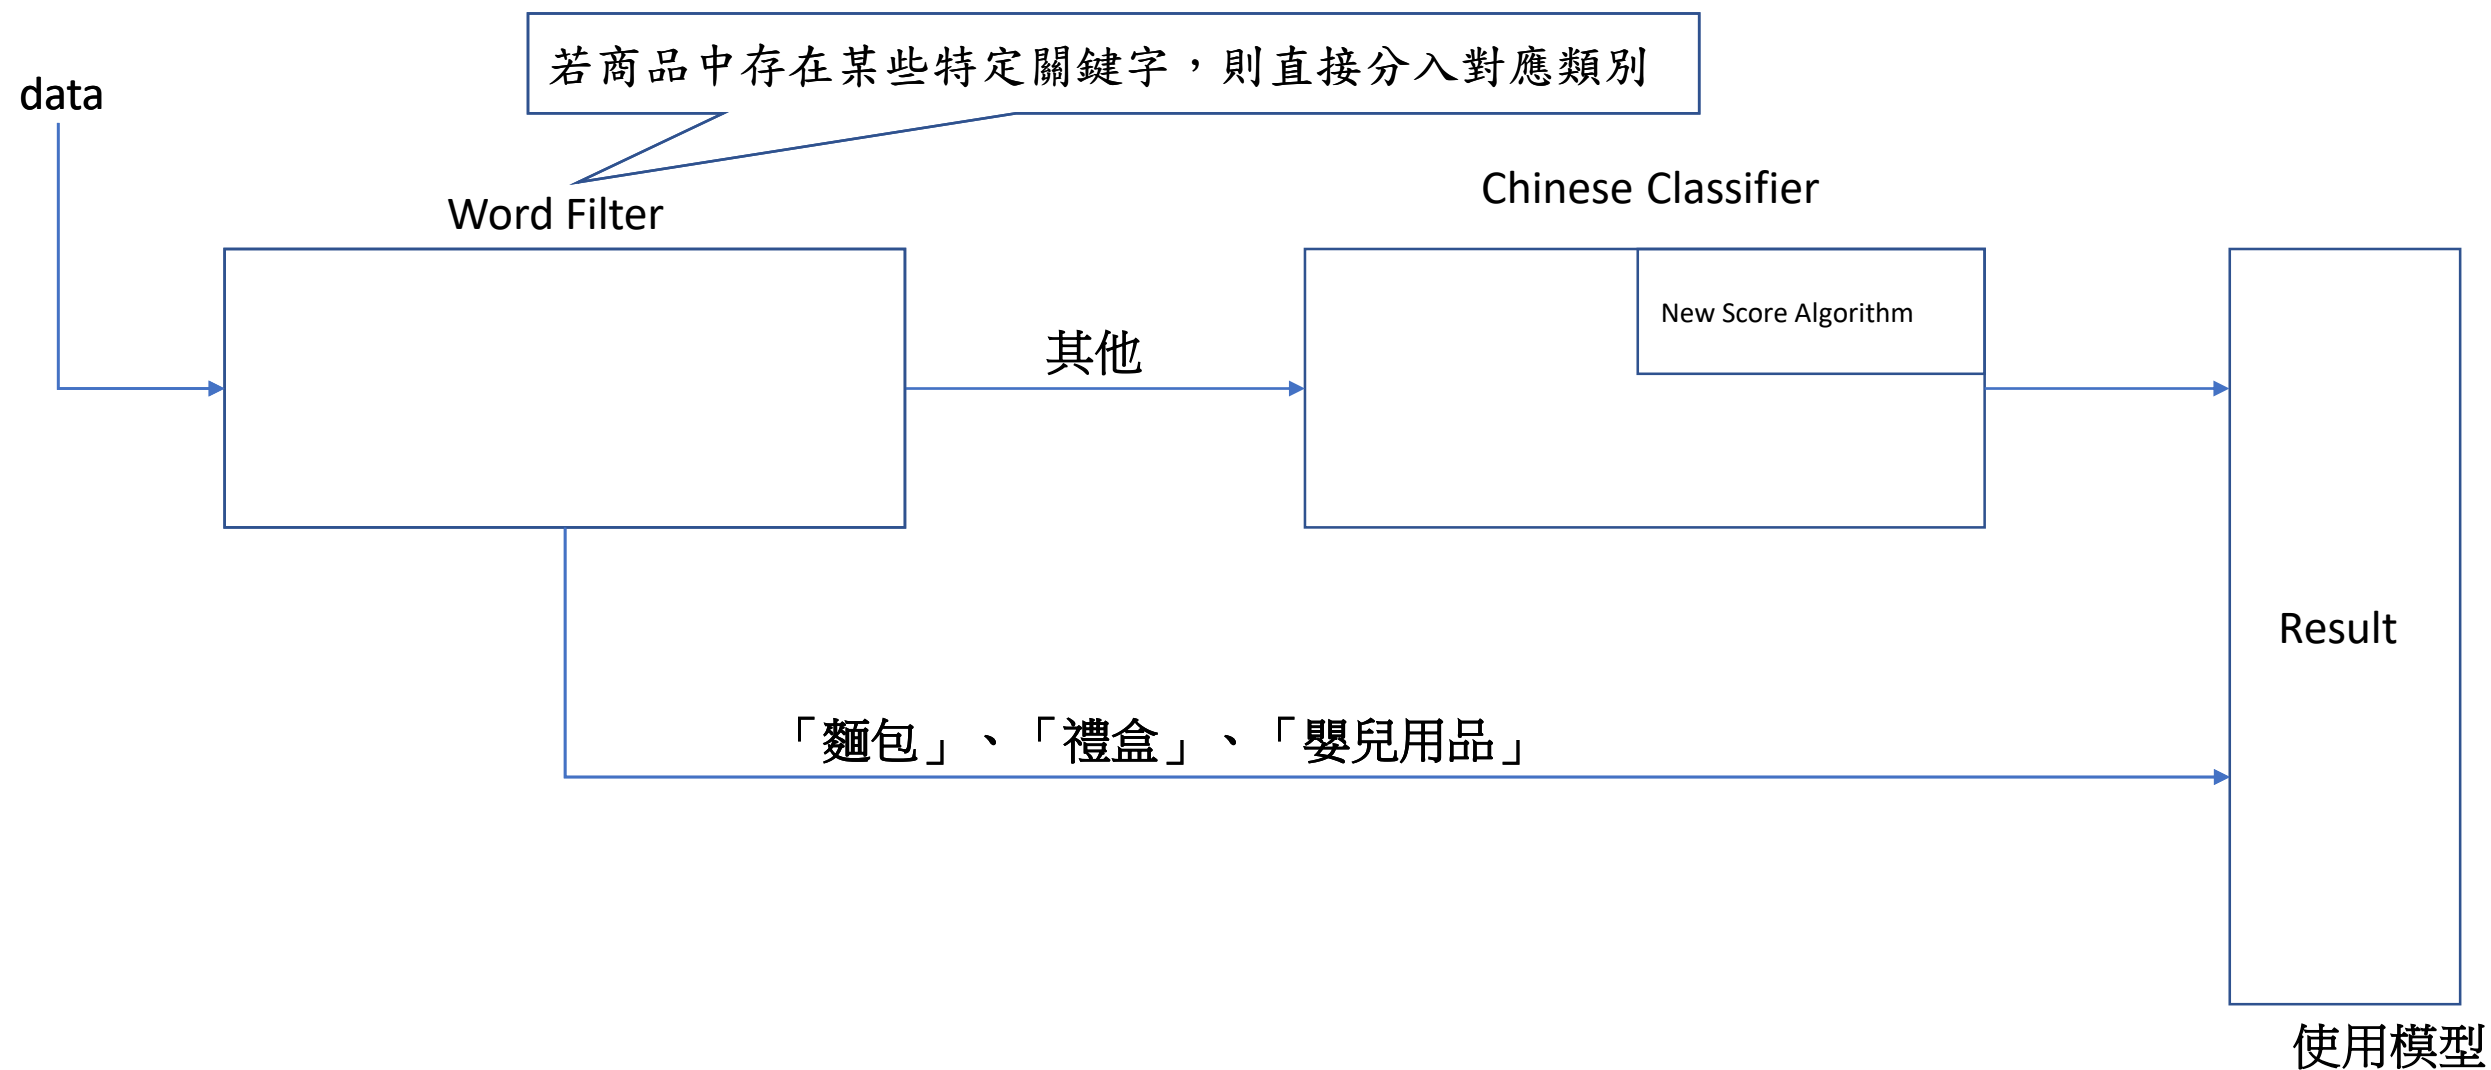 若商品中存在某些特定關鍵字，則直接分入對應類別
data
Word Filter
Chinese Classifier
New Score Algorithm
其他
Result
「麵包」、「禮盒」、「嬰兒用品」
使用模型